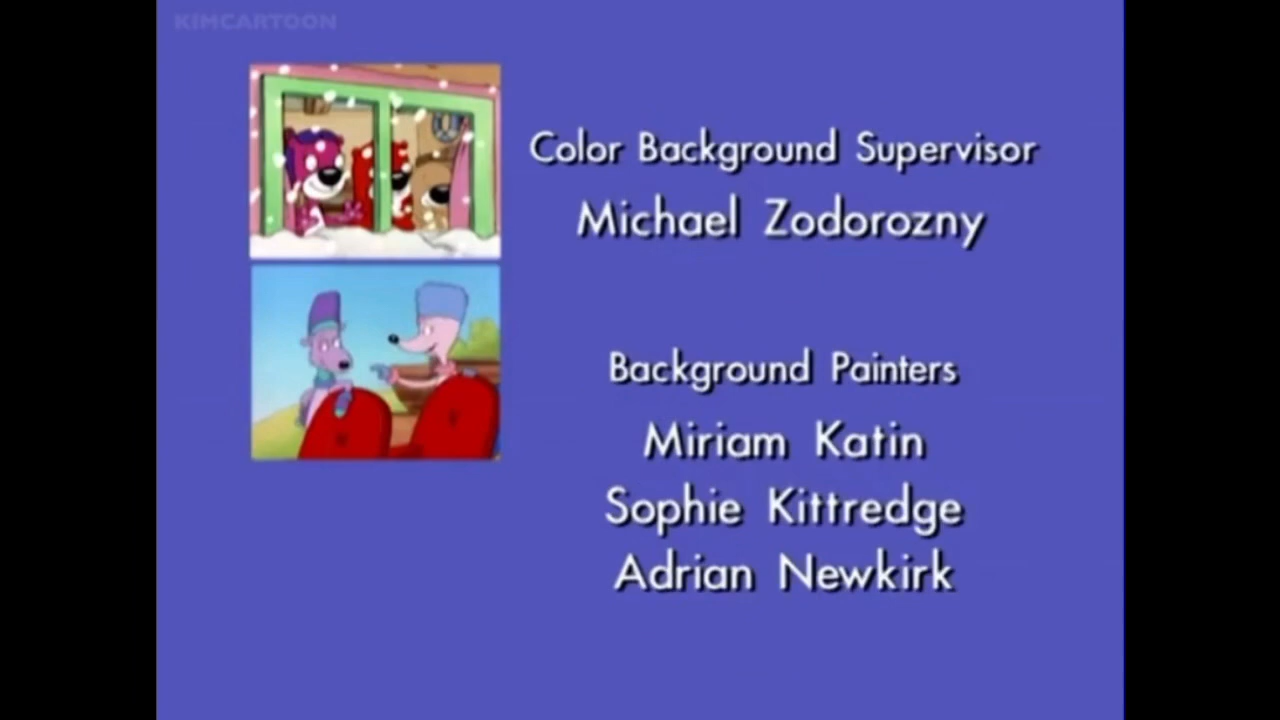 KIMCARTOON
Color Background Supervisor
Michael Zodorozny
Background Painters
Miriam Katin
Sophie Kittredge
Adrian Newkirk